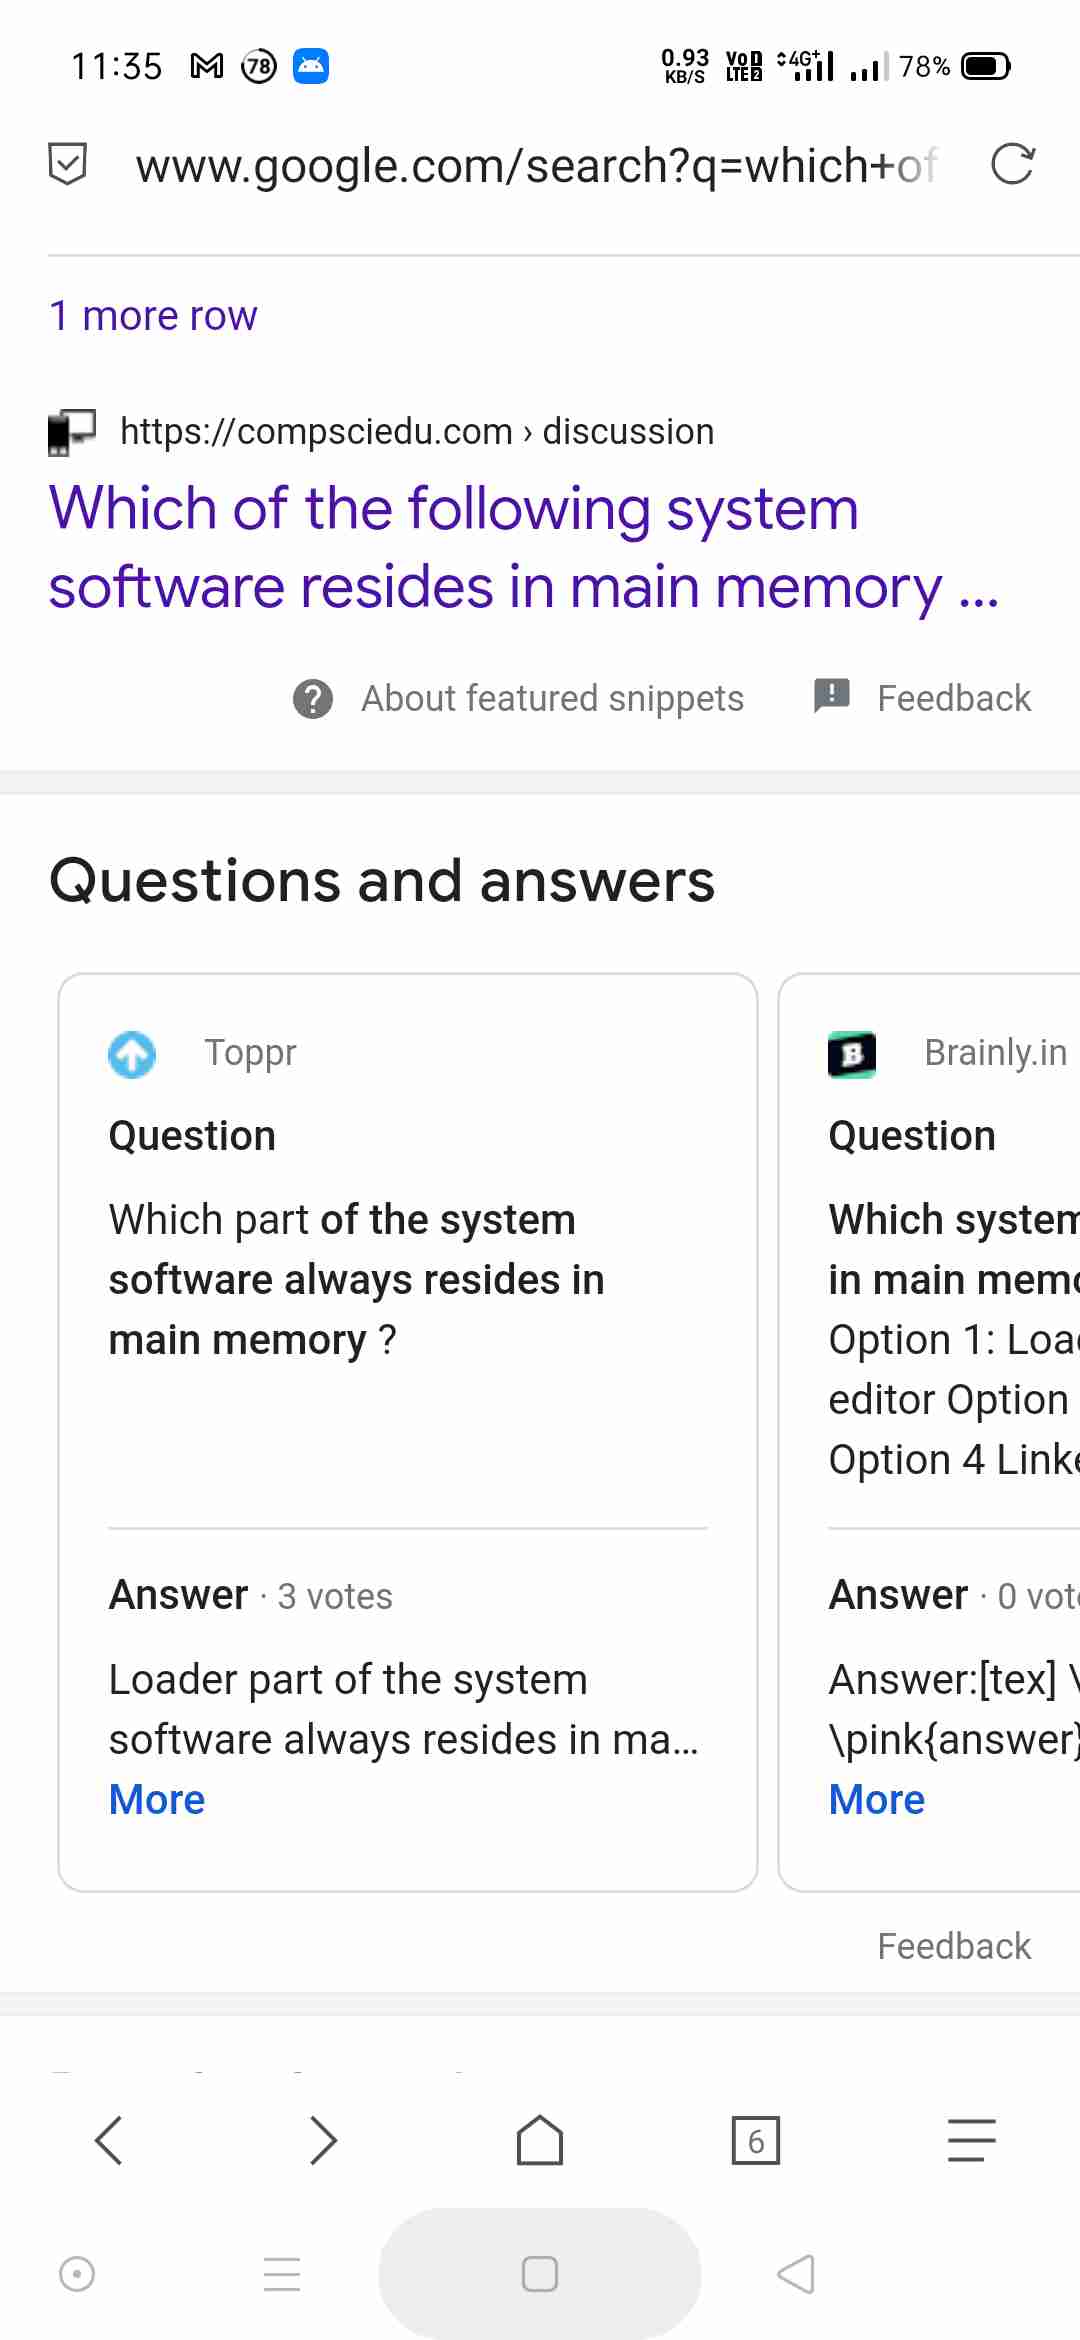 11:35 78 0.93 KB/S VoD LTE2 4G+ 78%
www.google.com/search?q=which+of
1 more row
https://compsciedu.com › discussion
Which of the following system
software resides in main memory ...
About featured snippets Feedback
Questions and answers
Toppr
Question
Which part of the system
software always resides in
main memory ?
Answer · 3 votes
Loader part of the system
software always resides in ma...
More
B Brainly.in
Question
Which system
in main memo
Option 1: Loa
editor Option
Option 4 Linke
Answer · 0 vot
Answer:[tex] \
\pink{answer}
More
Feedback
6